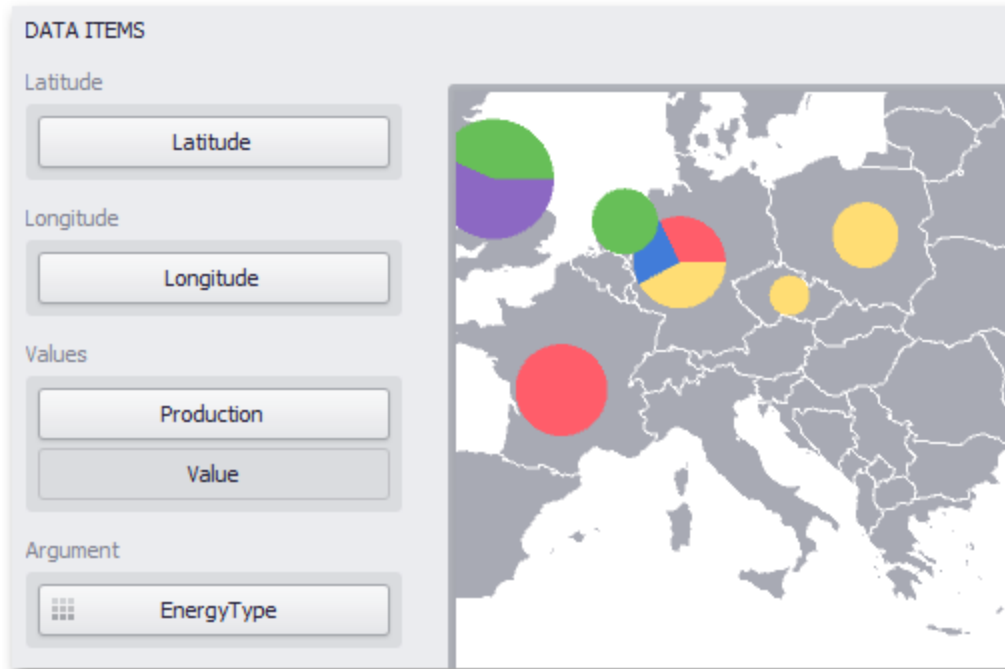 DATA ITEMS
Latitude
Latitude
Longitude
Longitude
Values
Production
Value
Argument
EnergyType